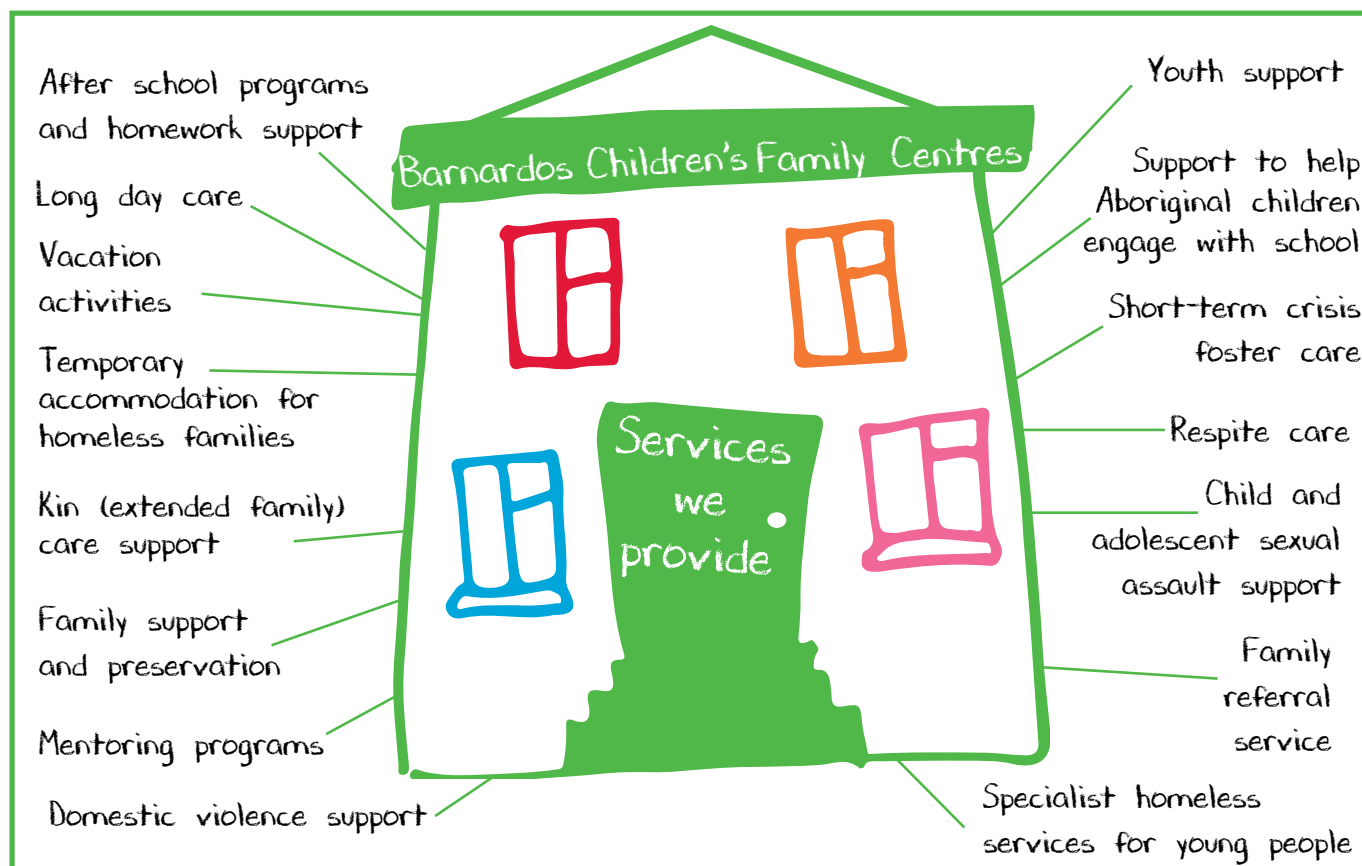 Barnardos Children's Family Centres
Services
we
provide
After school programs
and homework support
Long day care
Vacation
activities
Temporary
accommodation for
homeless families
Kin (extended family)
care support
Family support
and preservation
Mentoring programs
Domestic violence support
Youth support
Support to help
Aboriginal children
engage with school
Short-term crisis
foster care
Respite care
Child and
adolescent sexual
assault support
Family
referral
service
Specialist homeless
services for young people